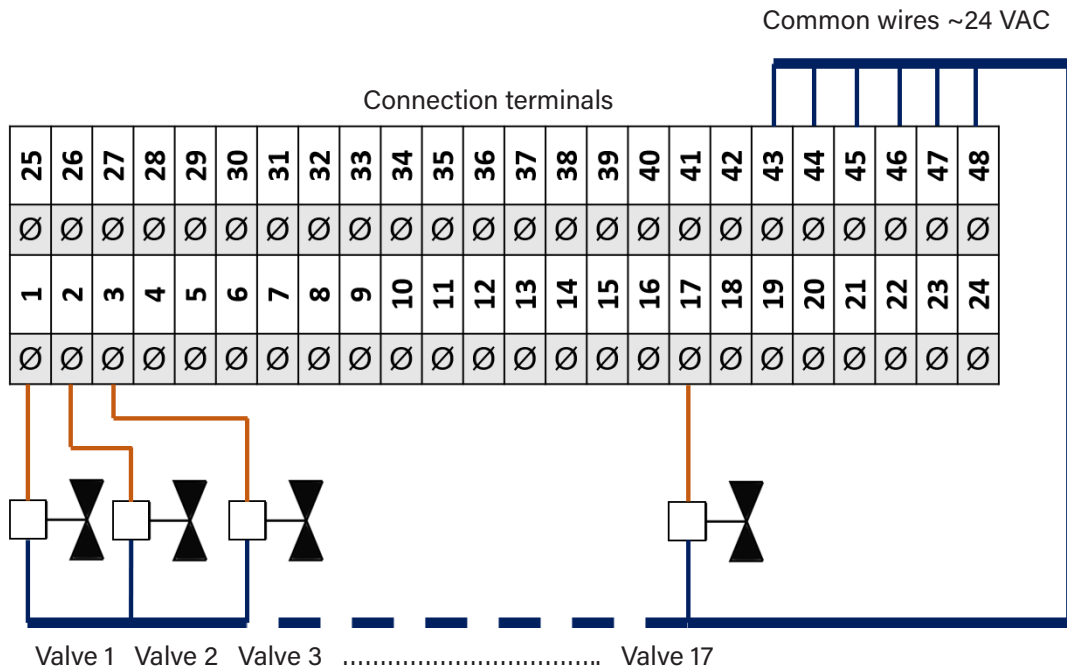 Common wires ~24 VAC
Connection terminals
25 26 27 28 29 30 31 32 33 34 35 36 37 38 39 40 41 42 43 44 45 46 47 48
Ø Ø Ø Ø Ø Ø Ø Ø Ø Ø Ø Ø Ø Ø Ø Ø Ø Ø Ø Ø Ø Ø Ø Ø
1 2 3 4 5 6 7 8 9 10 11 12 13 14 15 16 17 18 19 20 21 22 23 24
Ø Ø Ø Ø Ø Ø Ø Ø Ø Ø Ø Ø Ø Ø Ø Ø Ø Ø Ø Ø Ø Ø Ø Ø
Valve 1 Valve 2 Valve 3 ...................................... Valve 17